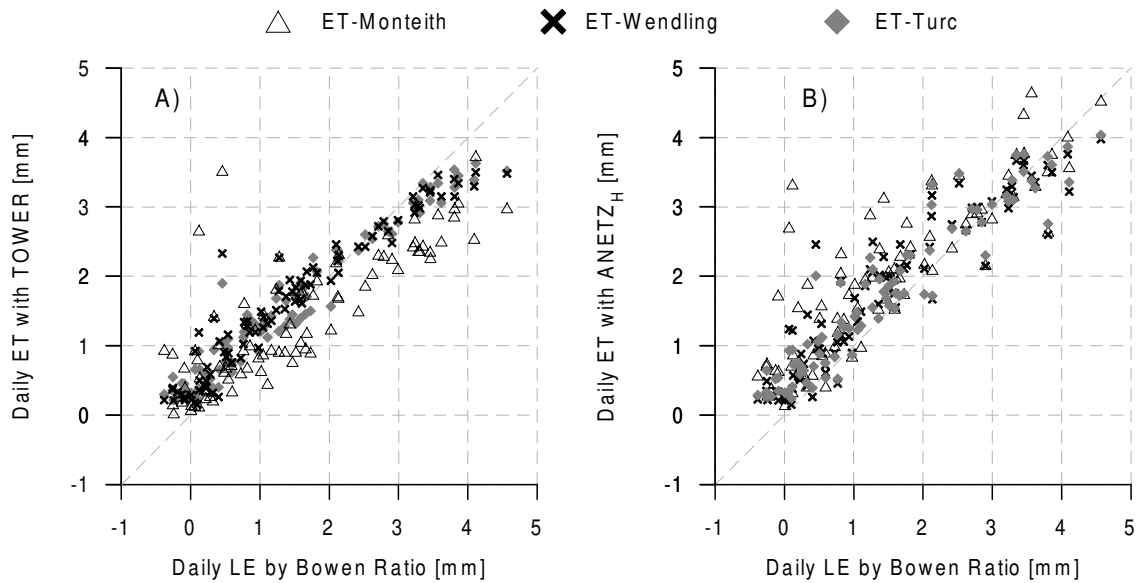 ET-Monteith ET-Wendling ET-Turc
A)
B)
5
4
3
2
1
0
-1
Daily ET with TOWER [mm]
-1 0 1 2 3 4 5
Daily LE by Bowen Ratio [mm]
5
4
3
2
1
0
-1
Daily ET with ANETZH [mm]
-1 0 1 2 3 4 5
Daily LE by Bowen Ratio [mm]